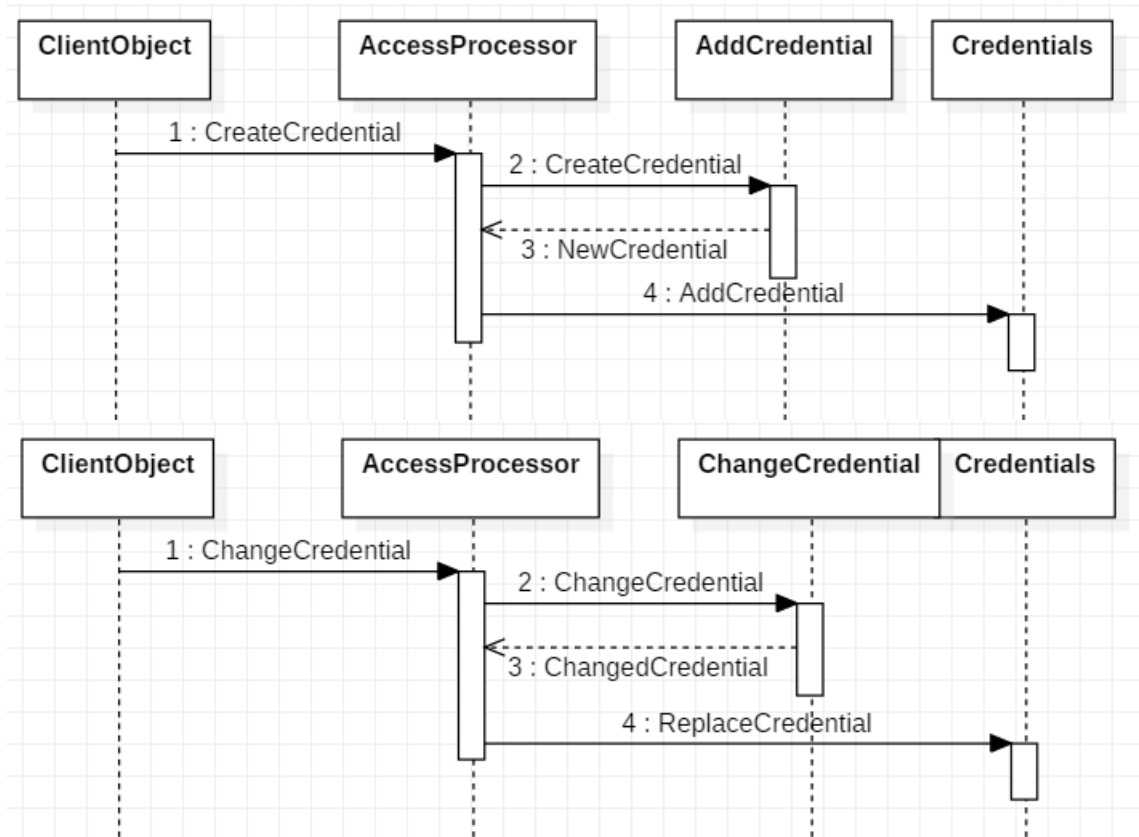 ClientObject
AccessProcessor
AddCredential
Credentials
1 : CreateCredential
2 : CreateCredential
3 : NewCredential
4 : AddCredential
ClientObject
AccessProcessor
ChangeCredential
Credentials
1 : ChangeCredential
2 : ChangeCredential
3 : ChangedCredential
4 : ReplaceCredential